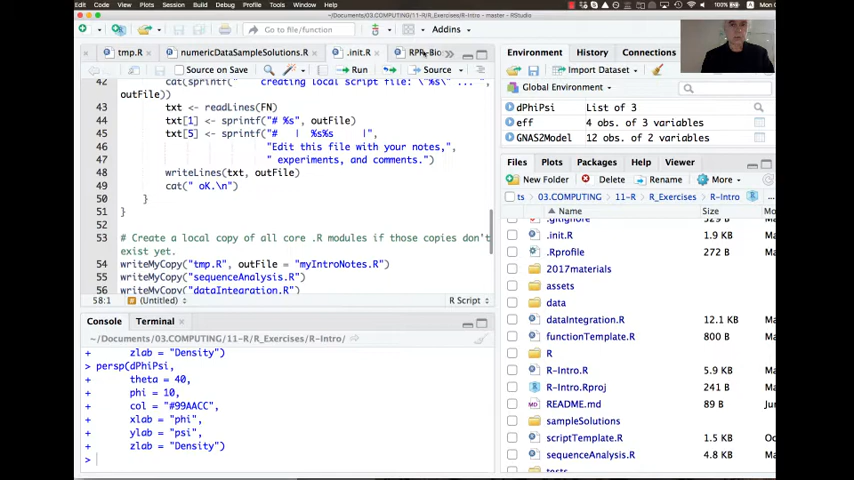 Code View Plots Session Build Debug Profile Tools Window Help 100% Mon
~/Documents/03.COMPUTING/11-R/R_Exercises/R-Intro - master - RStudio
Go to file/function Addins
tmp.R numericDataSampleSolutions.R .init.R RPR-Bio
Source on Save Run Source
42 cat(sprintf(" creating local script file: \"%s\" ... ",
outFile))
43 txt <- readLines(FN)
44 txt[1] <- sprintf("# %s", outFile)
45 txt[5] <- sprintf("# | %s%s |",
46 "Edit this file with your notes,",
47 " experiments, and comments.")
48 writeLines(txt, outFile)
49 cat(" oK.\n")
50 }
51 }
52
53 # Create a local copy of all core .R modules if those copies don't
exist yet.
54 writeMyCopy("tmp.R", outFile = "myIntroNotes.R")
55 writeMyCopy("sequenceAnalysis.R")
56 writeMyCopy("dataIntegration.R")
58:1 (Untitled) R Script
Console Terminal
~/Documents/03.COMPUTING/11-R/R_Exercises/R-Intro/
+ zlab = "Density")
> persp(dPhiPsi,
+ theta = 40,
+ phi = 10,
+ col = "#99AACC",
+ xlab = "phi",
+ ylab = "psi",
+ zlab = "Density")
>
Environment History Connections
Import Dataset
Global Environment
dPhiPsi List of 3
eff 4 obs. of 3 variables
GNAS2Model 12 obs. of 2 variables
Files Plots Packages Help Viewer
New Folder Delete Rename More
ts 03.COMPUTING 11-R R_Exercises R-Intro ...
Name Size
.gitignore 329 B
.init.R 1.9 KB
.Rprofile 272 B
2017materials
assets
data
dataIntegration.R 12.1 KB
functionTemplate.R 800 B
R
R-Intro.R 5.9 KB
R-Intro.Rproj 241 B
README.md 89 B
sampleSolutions
scriptTemplate.R 1.5 KB
sequenceAnalysis.R 4.8 KB
tests